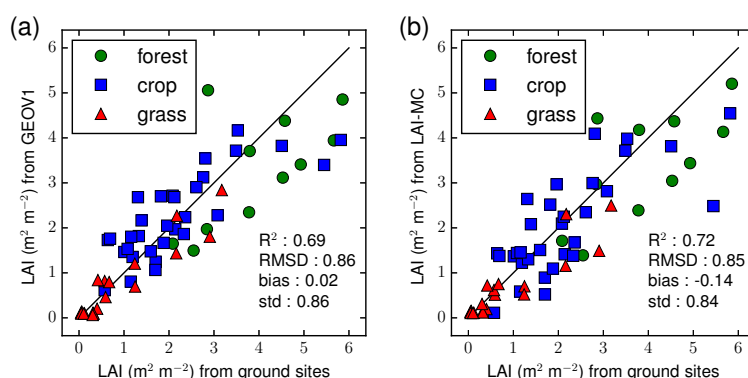 (a)
forest
crop
grass
LAI (m² m⁻²) from GEOV1
6
5
4
3
2
1
0
R² : 0.69
RMSD : 0.86
bias : 0.02
std : 0.86
0 1 2 3 4 5 6
LAI (m² m⁻²) from ground sites
(b)
forest
crop
grass
LAI (m² m⁻²) from LAI-MC
6
5
4
3
2
1
0
R² : 0.72
RMSD : 0.85
bias : -0.14
std : 0.84
0 1 2 3 4 5 6
LAI (m² m⁻²) from ground sites